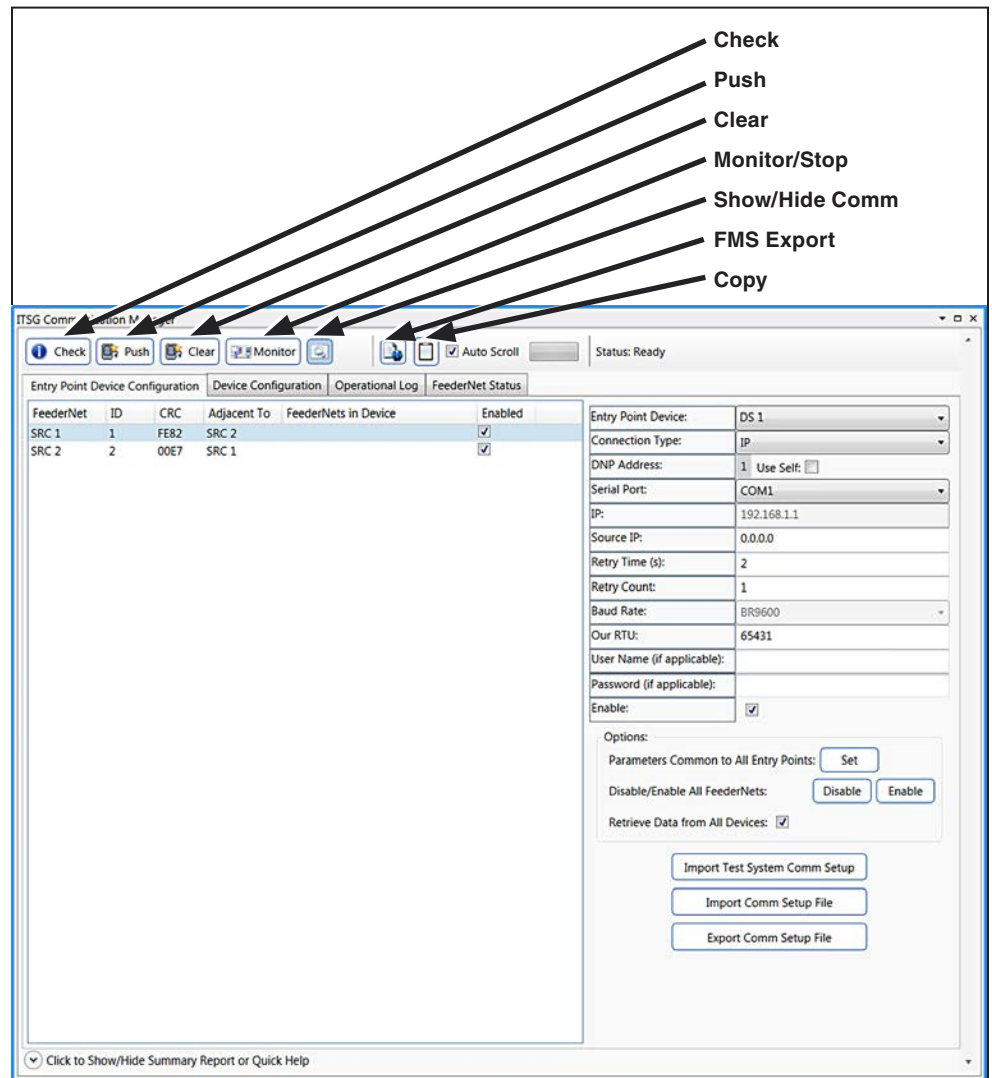 Check
Push
Clear
Monitor/Stop
Show/Hide Comm
FMS Export
Copy
ITSG Communication Manager
Check Push Clear Monitor Auto Scroll Status: Ready
Entry Point Device Configuration Device Configuration Operational Log FeederNet Status
FeederNet ID CRC Adjacent To FeederNets in Device Enabled
SRC 1 1 FE82 SRC 2
SRC 2 2 00E7 SRC 1
Entry Point Device: DS 1
Connection Type: IP
DNP Address: 1 Use Self:
Serial Port: COM1
IP: 192.168.1.1
Source IP: 0.0.0.0
Retry Time (s): 2
Retry Count: 1
Baud Rate: BR9600
Our RTU: 65431
User Name (if applicable):
Password (if applicable):
Enable:
Options:
Parameters Common to All Entry Points: Set
Disable/Enable All FeederNets: Disable Enable
Retrieve Data from All Devices:
Import Test System Comm Setup
Import Comm Setup File
Export Comm Setup File
Click to Show/Hide Summary Report or Quick Help